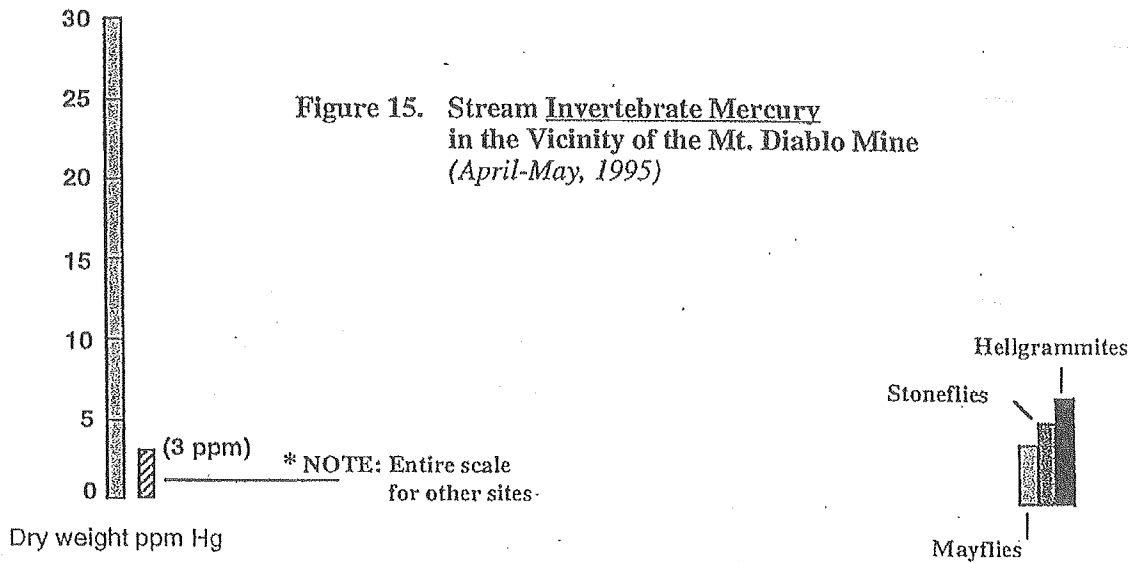 30
Figure 15. Stream Invertebrate Mercury
in the Vicinity of the Mt. Diablo Mine
(April-May, 1995)
25
20
15
10
5
0
(3 ppm)
* NOTE: Entire scale
for other sites
Dry weight ppm Hg
Hellgrammites
Stoneflies
Mayflies